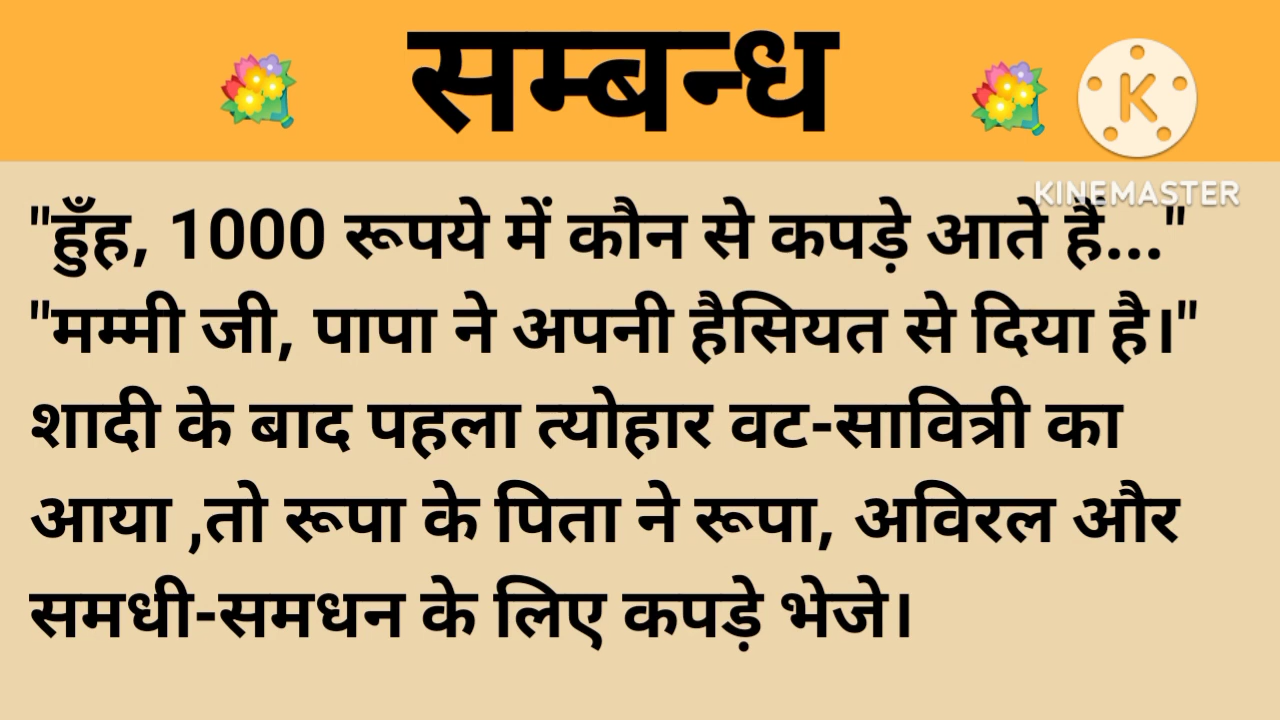 सम्बन्ध
K
KINEMASTER
"हुँह, 1000 रूपये में कौन से कपड़े आते हैं..."
"मम्मी जी, पापा ने अपनी हैसियत से दिया है।"
शादी के बाद पहला त्योहार वट-सावित्री का
आया ,तो रूपा के पिता ने रूपा, अविरल और
समधी-समधन के लिए कपड़े भेजे।